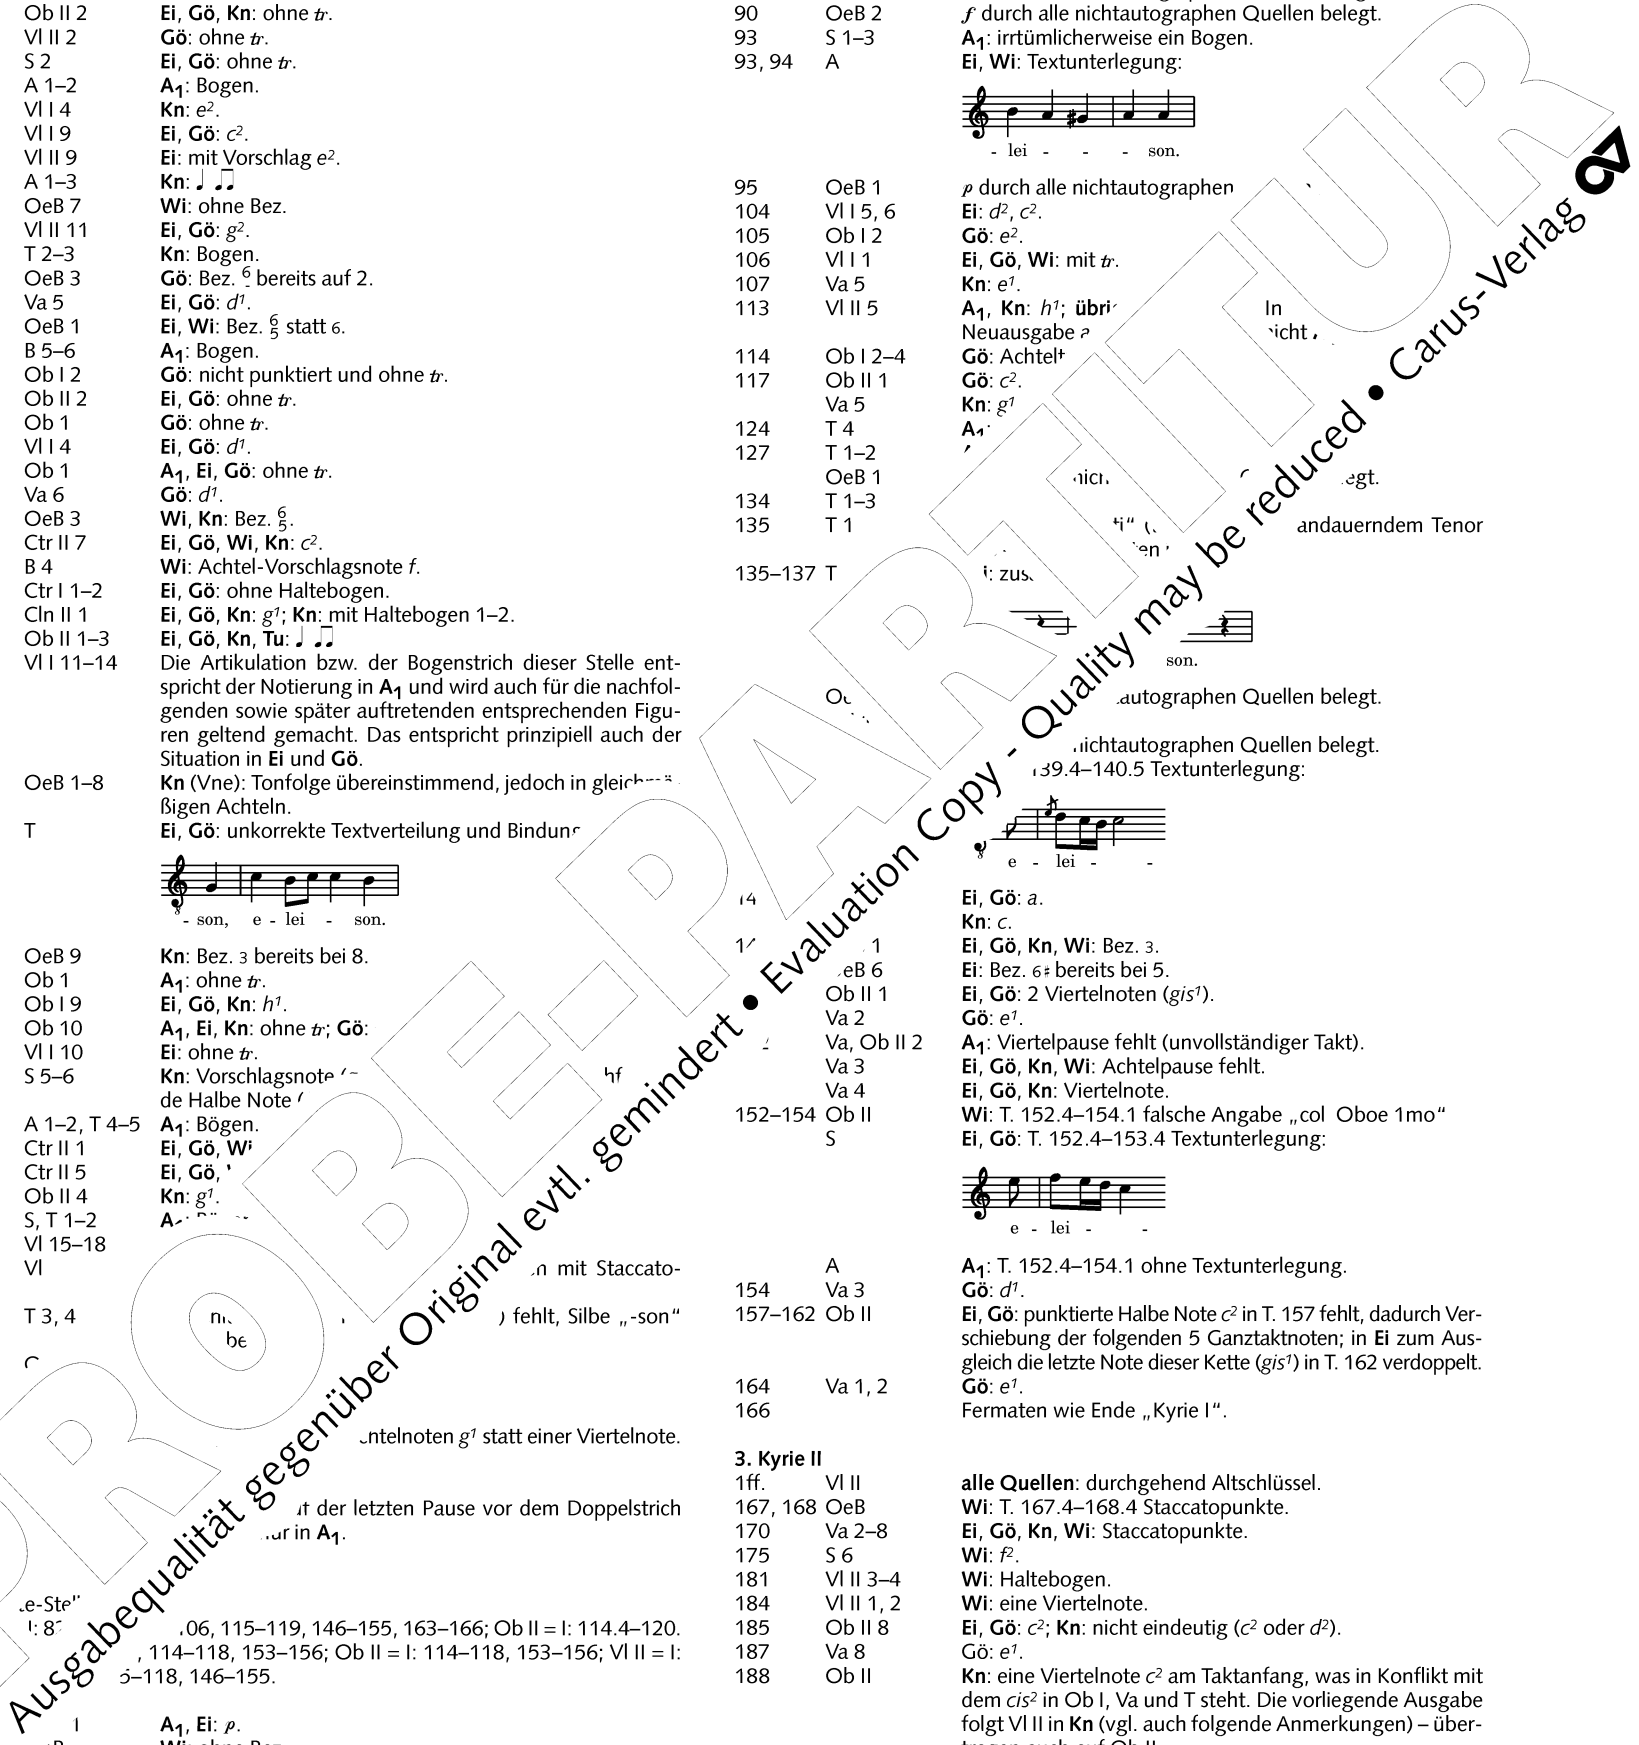 Ob II 2 Ei, Gö, Kn: ohne tr.
Vl II 2 Gö: ohne tr.
S 2 Ei, Gö: ohne tr.
A 1–2 A1: Bogen.
Vl I 4 Kn: e2.
Vl I 9 Ei, Gö: c2.
Vl II 9 Ei: mit Vorschlag e2.
A 1–3 Kn: ♩ ♫
OeB 7 Wi: ohne Bez.
Vl II 11 Ei, Gö: g2.
T 2–3 Kn: Bogen.
OeB 3 Gö: Bez. 6 bereits auf 2.
Va 5 Ei, Gö: d1.
OeB 1 Ei, Wi: Bez. 6 5 statt 6.
B 5–6 A1: Bogen.
Ob I 2 Gö: nicht punktiert und ohne tr.
Ob II 2 Ei, Gö: ohne tr.
Ob 1 Gö: ohne tr.
Vl I 4 Ei, Gö: d1.
Ob 1 A1, Ei, Gö: ohne tr.
Va 6 Gö: d1.
OeB 3 Wi, Kn: Bez. 6 5.
Ctr II 7 Ei, Gö, Wi, Kn: c2.
B 4 Wi: Achtel-Vorschlagsnote f.
Ctr I 1–2 Ei, Gö: ohne Haltebogen.
Cln II 1 Ei, Gö, Kn: g1; Kn: mit Haltebogen 1–2.
Ob II 1–3 Ei, Gö, Kn, Tu: ♩ ♫
Vl I 11–14 Die Artikulation bzw. der Bogenstrich dieser Stelle ent-
spricht der Notierung in A1 und wird auch für die nachfol-
genden sowie später auftretenden entsprechenden Figu-
ren geltend gemacht. Das entspricht prinzipiell auch der
Situation in Ei und Gö.
OeB 1–8 Kn (Vne): Tonfolge übereinstimmend, jedoch in
ßigen Achteln.
T Ei, Gö: unkorrekte Textverteilung und
- son, e - lei - son.
OeB 9 Kn: Bez. 3 bereits bei 8.
Ob 1 A1: ohne tr.
Ob I 9 Ei, Gö, Kn: h1.
Ob 10 A1, Ei, Kn: ohne tr; Gö:
Vl I 10 Ei: ohne tr.
S 5–6 Kn: Vorschlagsnote
de Halbe Note
A 1–2, T 4–5 A1: Bögen.
Ctr II 1 Ei, Gö,
Ctr II 5 Ei, Gö,
Ob II 4 Kn: g1.
S, T 1–2
Vl 15–18
Vl mit Staccato-
T 3, 4 fehlt, Silbe „-son“
g1 statt einer Viertelnote.
der letzten Pause vor dem Doppelstrich
in A1.
115–119, 146–155, 163–166; Ob II = I: 114.4–120.
, 114–118, 153–156; Ob II = I: 114–118, 153–156; Vl II = I:
–118, 146–155.
A1, Ei: p.
90 OeB 2 f durch alle nichtautographen Quellen belegt.
93 S 1–3 A1: irrtümlicherweise ein Bogen.
93, 94 A Ei, Wi: Textunterlegung:
- lei - - - son.
95 OeB 1 p durch alle nichtautographen
104 Vl I 5, 6 Ei: d2, c2.
105 Ob I 2 Gö: e2.
106 Vl I 1 Ei, Gö, Wi: mit tr.
107 Va 5 Kn: e1.
113 Vl II 5 A1, Kn: h1; In
Neuausgabe
114 Ob I 2–4 Gö:
117 Ob II 1 Gö: c2.
Va 5 Kn: g1
124 T 4
127 T 1–2
OeB 1
134 T 1–3
135 T 1 andauerndem Tenor
135–137 T
son.
Quellen belegt.
nichtautographen Quellen belegt.
139.4–140.5 Textunterlegung:
e - lei - -
Ei, Gö: a.
Kn: c.
1 Ei, Gö, Kn, Wi: Bez. 3.
6 Ei: Bez. 6♯ bereits bei 5.
Ob II 1 Ei, Gö: 2 Viertelnoten (gis1).
Va 2 Gö: e1.
Va, Ob II 2 A1: Viertelpause fehlt (unvollständiger Takt).
Va 3 Ei, Gö, Kn, Wi: Achtelpause fehlt.
Va 4 Ei, Gö, Kn: Viertelnote.
152–154 Ob II Wi: T. 152.4–154.1 falsche Angabe „col Oboe 1mo“
S Ei, Gö: T. 152.4–153.4 Textunterlegung:
e - lei - -
A A1: T. 152.4–154.1 ohne Textunterlegung.
154 Va 3 Gö: d1.
157–162 Ob II Ei, Gö: punktierte Halbe Note c2 in T. 157 fehlt, dadurch Ver-
schiebung der folgenden 5 Ganztaktnoten; in Ei zum Aus-
gleich die letzte Note dieser Kette (gis1) in T. 162 verdoppelt.
164 Va 1, 2 Gö: e1.
166 Fermaten wie Ende „Kyrie I“.
3. Kyrie II
1ff. Vl II alle Quellen: durchgehend Altschlüssel.
167, 168 OeB Wi: T. 167.4–168.4 Staccatopunkte.
170 Va 2–8 Ei, Gö, Kn, Wi: Staccatopunkte.
175 S 6 Wi: f2.
181 Vl II 3–4 Wi: Haltebogen.
184 Vl II 1, 2 Wi: eine Viertelnote.
185 Ob II 8 Ei, Gö: c2; Kn: nicht eindeutig (c2 oder d2).
187 Va 8 Gö: e1.
188 Ob II Kn: eine Viertelnote c2 am Taktanfang, was in Konflikt mit
dem cis2 in Ob I, Va und T steht. Die vorliegende Ausgabe
folgt Vl II in Kn (vgl. auch folgende Anmerkungen) – über-
PROBE-PARTITUR
Ausgabequalität gegenüber Original evtl. gemindert • Evaluation Copy - Quality may be reduced • Carus-Verlag